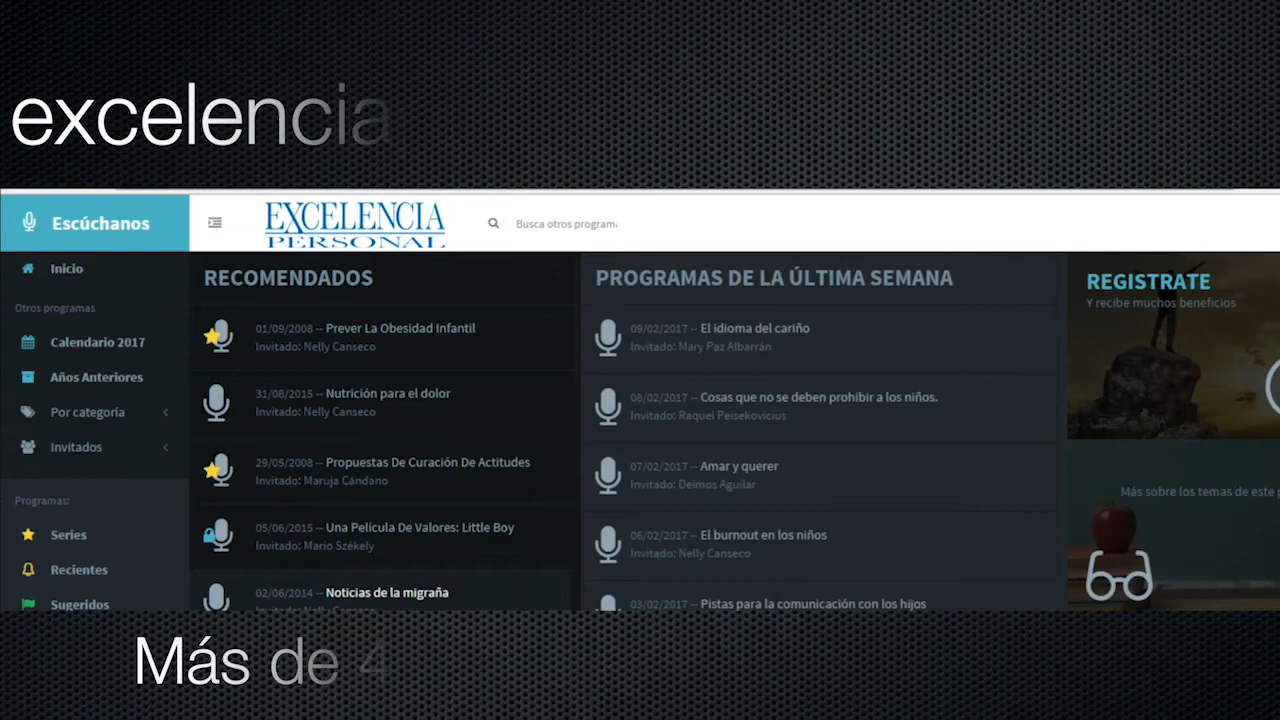 excelencia
Escúchanos
EXCELENCIA
PERSONAL
Busca otros programa
Inicio
Otros programas
Calendario 2017
Años Anteriores
Por categoría
Invitados
Programas:
Series
Recientes
Sugeridos
RECOMENDADOS
01/09/2008 -- Prever La Obesidad Infantil
Invitado: Nelly Canseco
31/08/2015 -- Nutrición para el dolor
Invitado: Nelly Canseco
29/05/2008 -- Propuestas De Curación De Actitudes
Invitado: Maruja Cándano
05/06/2015 -- Una Película De Valores: Little Boy
Invitado: Mario Székely
02/06/2014 -- Noticias de la migraña
Invitado: Nelly Canseco
PROGRAMAS DE LA ÚLTIMA SEMANA
09/02/2017 -- El idioma del cariño
Invitado: Mary Paz Albarrán
08/02/2017 -- Cosas que no se deben prohibir a los niños.
Invitado: Raquel Peisekovicius
07/02/2017 -- Amar y querer
Invitado: Deimos Aguilar
06/02/2017 -- El burnout en los niños
Invitado: Nelly Canseco
03/02/2017 -- Pistas para la comunicación con los hijos
REGISTRATE
Y recibe muchos beneficios
Más sobre los temas de este
Más de 4